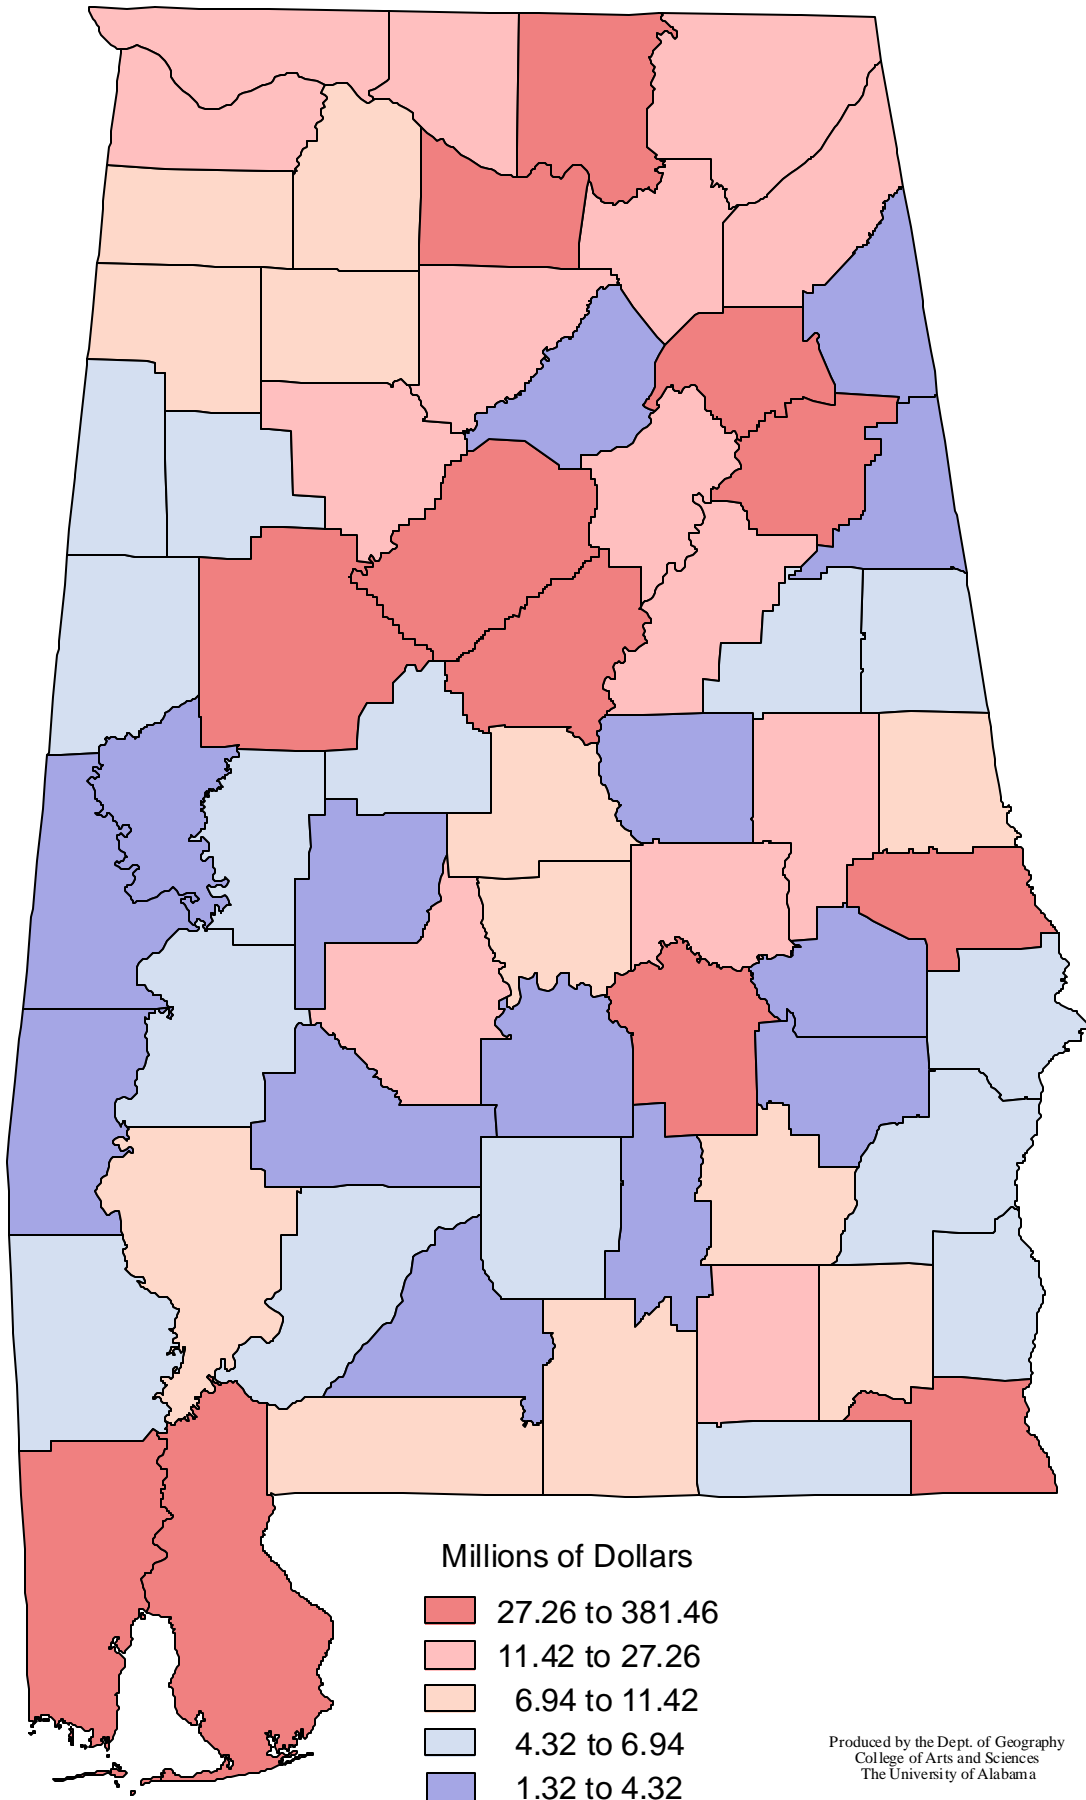 Millions of Dollars
27.26 to 381.46
11.42 to 27.26
6.94 to 11.42
4.32 to 6.94
1.32 to 4.32
Produced by the Dept. of Geography
College of Arts and Sciences
The University of Alabama